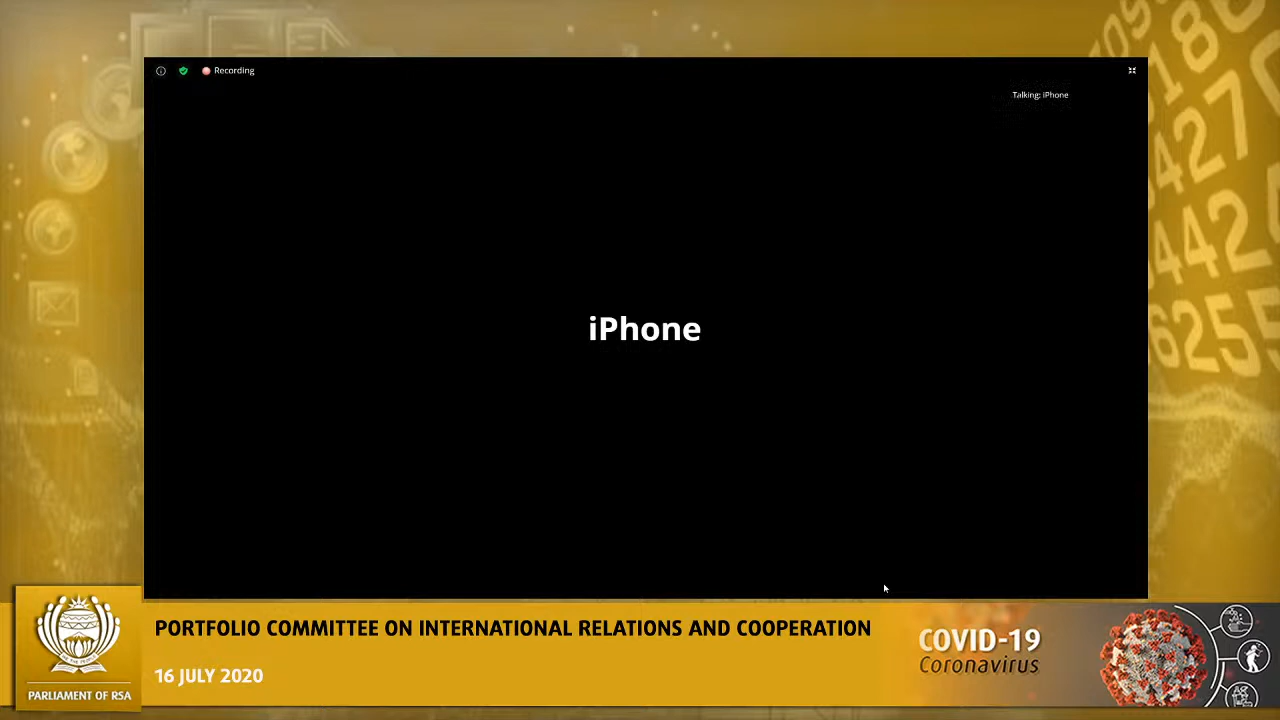 Recording
Talking: iPhone
iPhone
PORTFOLIO COMMITTEE ON INTERNATIONAL RELATIONS AND COOPERATION
16 JULY 2020
PARLIAMENT OF RSA
COVID-19
Coronavirus